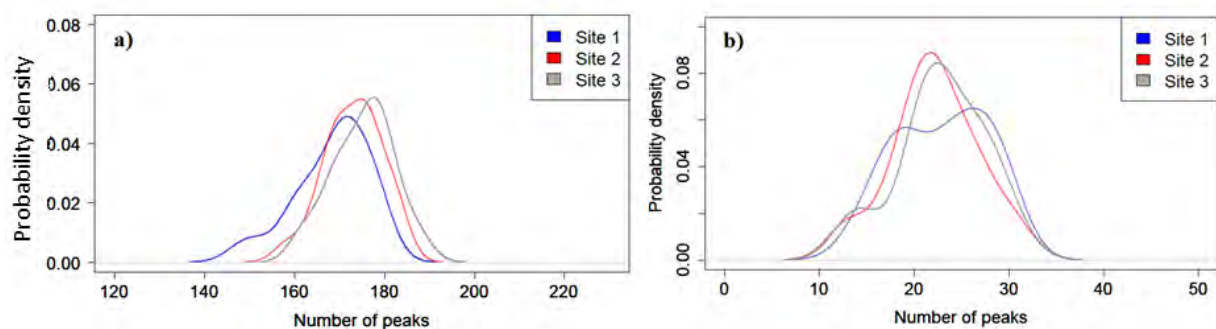 a)
Site 1
Site 2
Site 3
Probability density
0.08
0.06
0.04
0.02
0.00
120 140 160 180 200 220
Number of peaks
b)
Site 1
Site 2
Site 3
Probability density
0.08
0.04
0.00
0 10 20 30 40 50
Number of peaks